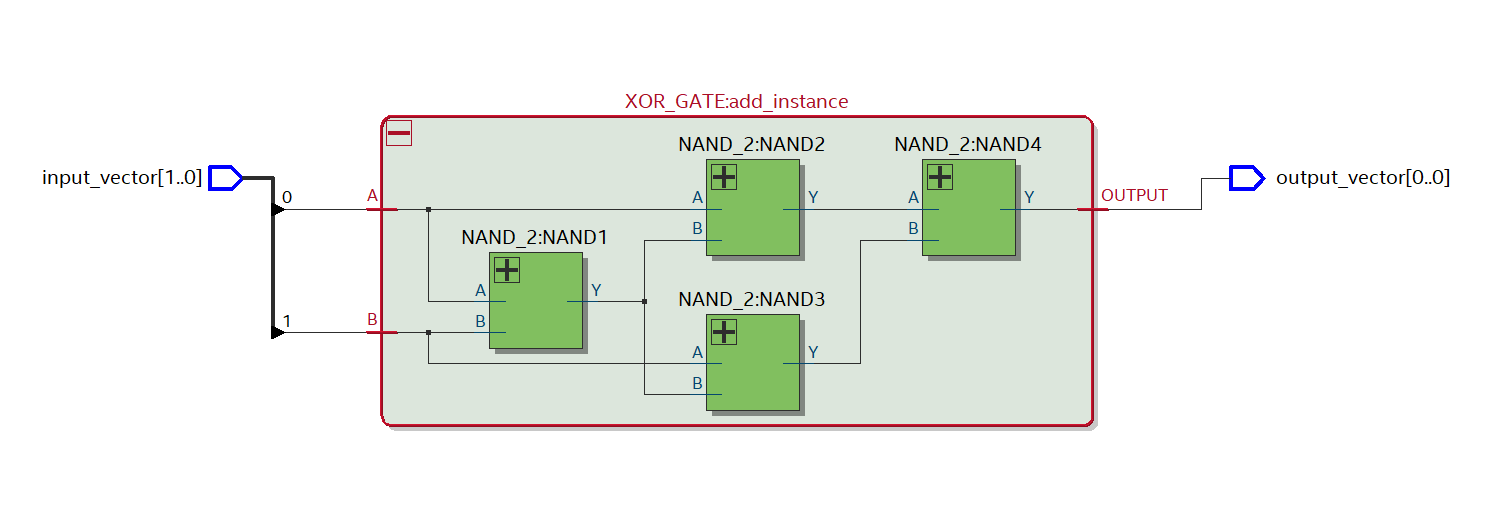 XOR_GATE:add_instance
NAND_2:NAND2
NAND_2:NAND4
input_vector[1..0]
output_vector[0..0]
0
A
A
Y
A
Y
OUTPUT
B
B
NAND_2:NAND1
A
Y
NAND_2:NAND3
1
B
B
A
Y
B